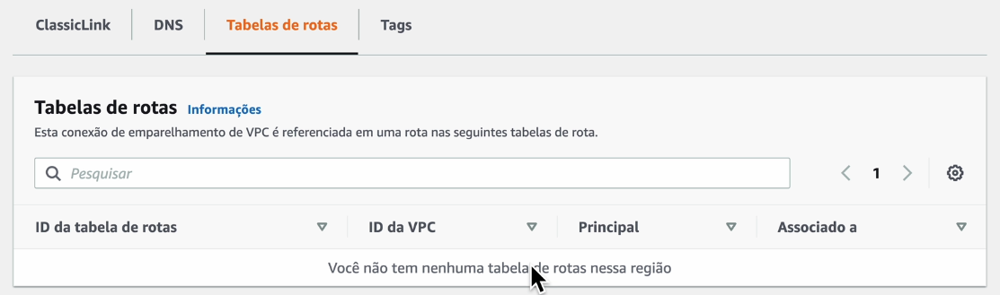 ClassicLink DNS Tabelas de rotas Tags
Tabelas de rotas Informações
Esta conexão de emparelhamento de VPC é referenciada em uma rota nas seguintes tabelas de rota.
Pesquisar 1
ID da tabela de rotas ID da VPC Principal Associado a
Você não tem nenhuma tabela de rotas nessa região